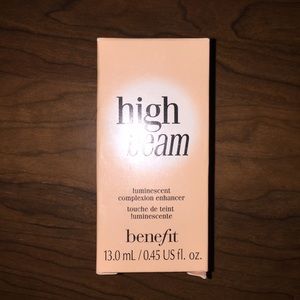 high
beam
luminescent
complexion enhancer
touche de teint
luminescente
benefit
13.0 mL / 0.45 US fl. oz.